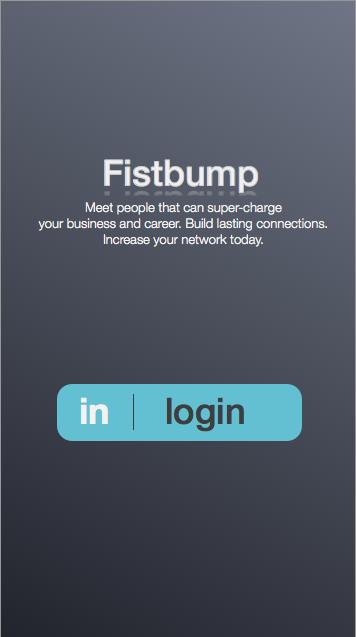 Fistbump
Meet people that can super-charge
your business and career. Build lasting connections.
Increase your network today.
in login